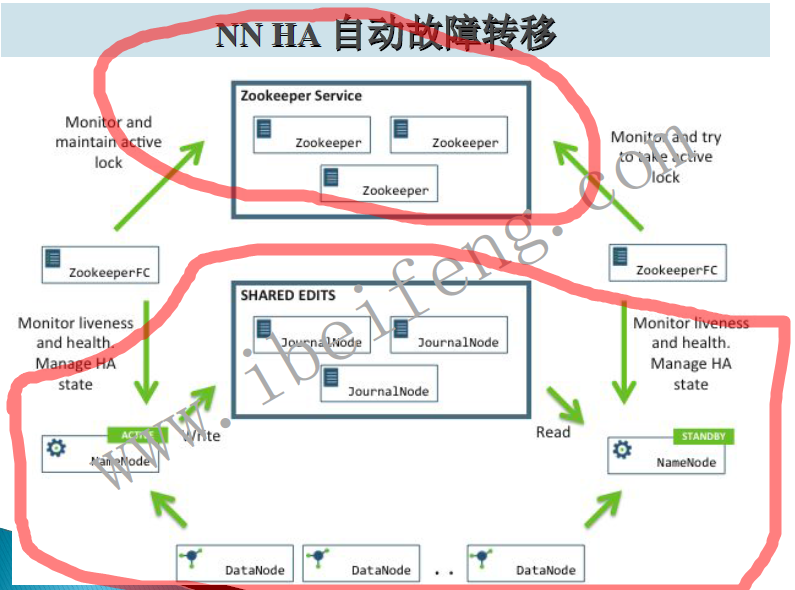 NN HA 自动故障转移
Zookeeper Service
Zookeeper
Zookeeper
Zookeeper
Monitor and
maintain active
lock
Monitor and try
to take active
lock
ZookeeperFC
ZookeeperFC
SHARED EDITS
JournalNode
JournalNode
JournalNode
Monitor liveness
and health.
Manage HA
state
Monitor liveness
and health.
Manage HA
state
ACTIVE
NameNode
Write
Read
STANDBY
NameNode
DataNode
DataNode
. .
DataNode
www.ibeifeng.com